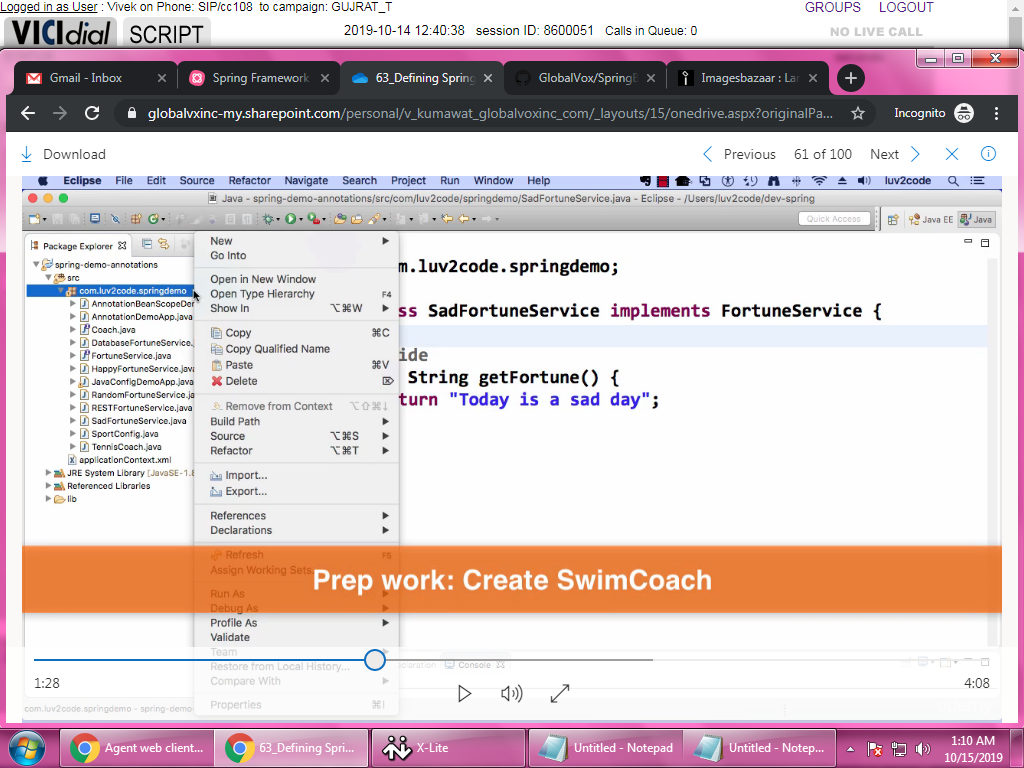 Logged in as User : Vivek on Phone: SIP/cc108 to campaign: GUJRAT_T
GROUPS LOGOUT
VICIdial SCRIPT
2019-10-14 12:40:38 session ID: 8600051 Calls in Queue: 0
NO LIVE CALL
Gmail - Inbox
Spring Framework
63_Defining Spring
GlobalVox/SpringB
Imagesbazaar : Lar
globalvxinc-my.sharepoint.com/personal/v_kumawat_globalvoxinc_com/_layouts/15/onedrive.aspx?originalPa...
Incognito
Download
Previous 61 of 100 Next
Eclipse File Edit Source Refactor Navigate Search Project Run Window Help
luv2code
Java - spring-demo-annotations/src/com/luv2code/springdemo/SadFortuneService.java - Eclipse - /Users/luv2code/dev-spring
Quick Access
Java EE
Java
Package Explorer
spring-demo-annotations
src
com.luv2code.springdemo
AnnotationBeanScopeDem
AnnotationDemoApp.java
Coach.java
DatabaseFortuneService.
FortuneService.java
HappyFortuneService.java
JavaConfigDemoApp.java
RandomFortuneService.ja
RESTFortuneService.java
SadFortuneService.java
SportConfig.java
TennisCoach.java
applicationContext.xml
JRE System Library [JavaSE-1.8
Referenced Libraries
lib
New
Go Into
Open in New Window
Open Type Hierarchy F4
Show In ⌥⌘W
Copy ⌘C
Copy Qualified Name
Paste ⌘V
Delete ⌦
Remove from Context ⌥⇧⌘↓
Build Path
Source ⌥⌘S
Refactor ⌥⌘T
Import...
Export...
References
Declarations
Refresh F5
Assign Working Sets...
Run As
Debug As
Profile As
Validate
Team
Restore from Local History...
Compare With
Properties ⌘I
m.luv2code.springdemo;
ss SadFortuneService implements FortuneService {
ide
String getFortune() {
turn "Today is a sad day";
Prep work: Create SwimCoach
Declaration
Console
1:28
4:08
com.luv2code.springdemo - spring-demo
Agent web client...
63_Defining Spri...
X-Lite
Untitled - Notepad
Untitled - Notep...
1:10 AM
10/15/2019